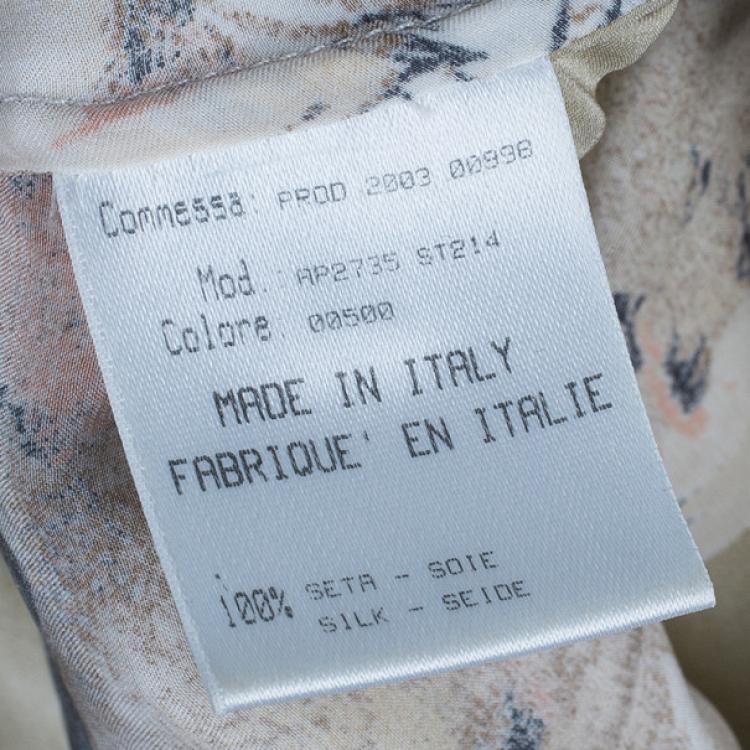 Commessa: PROD 2003 00998
Mod.: AP2735 ST214
Colore: 00500
MADE IN ITALY
FABRIQUE' EN ITALIE
100% SETA - SOIE
SILK - SEIDE